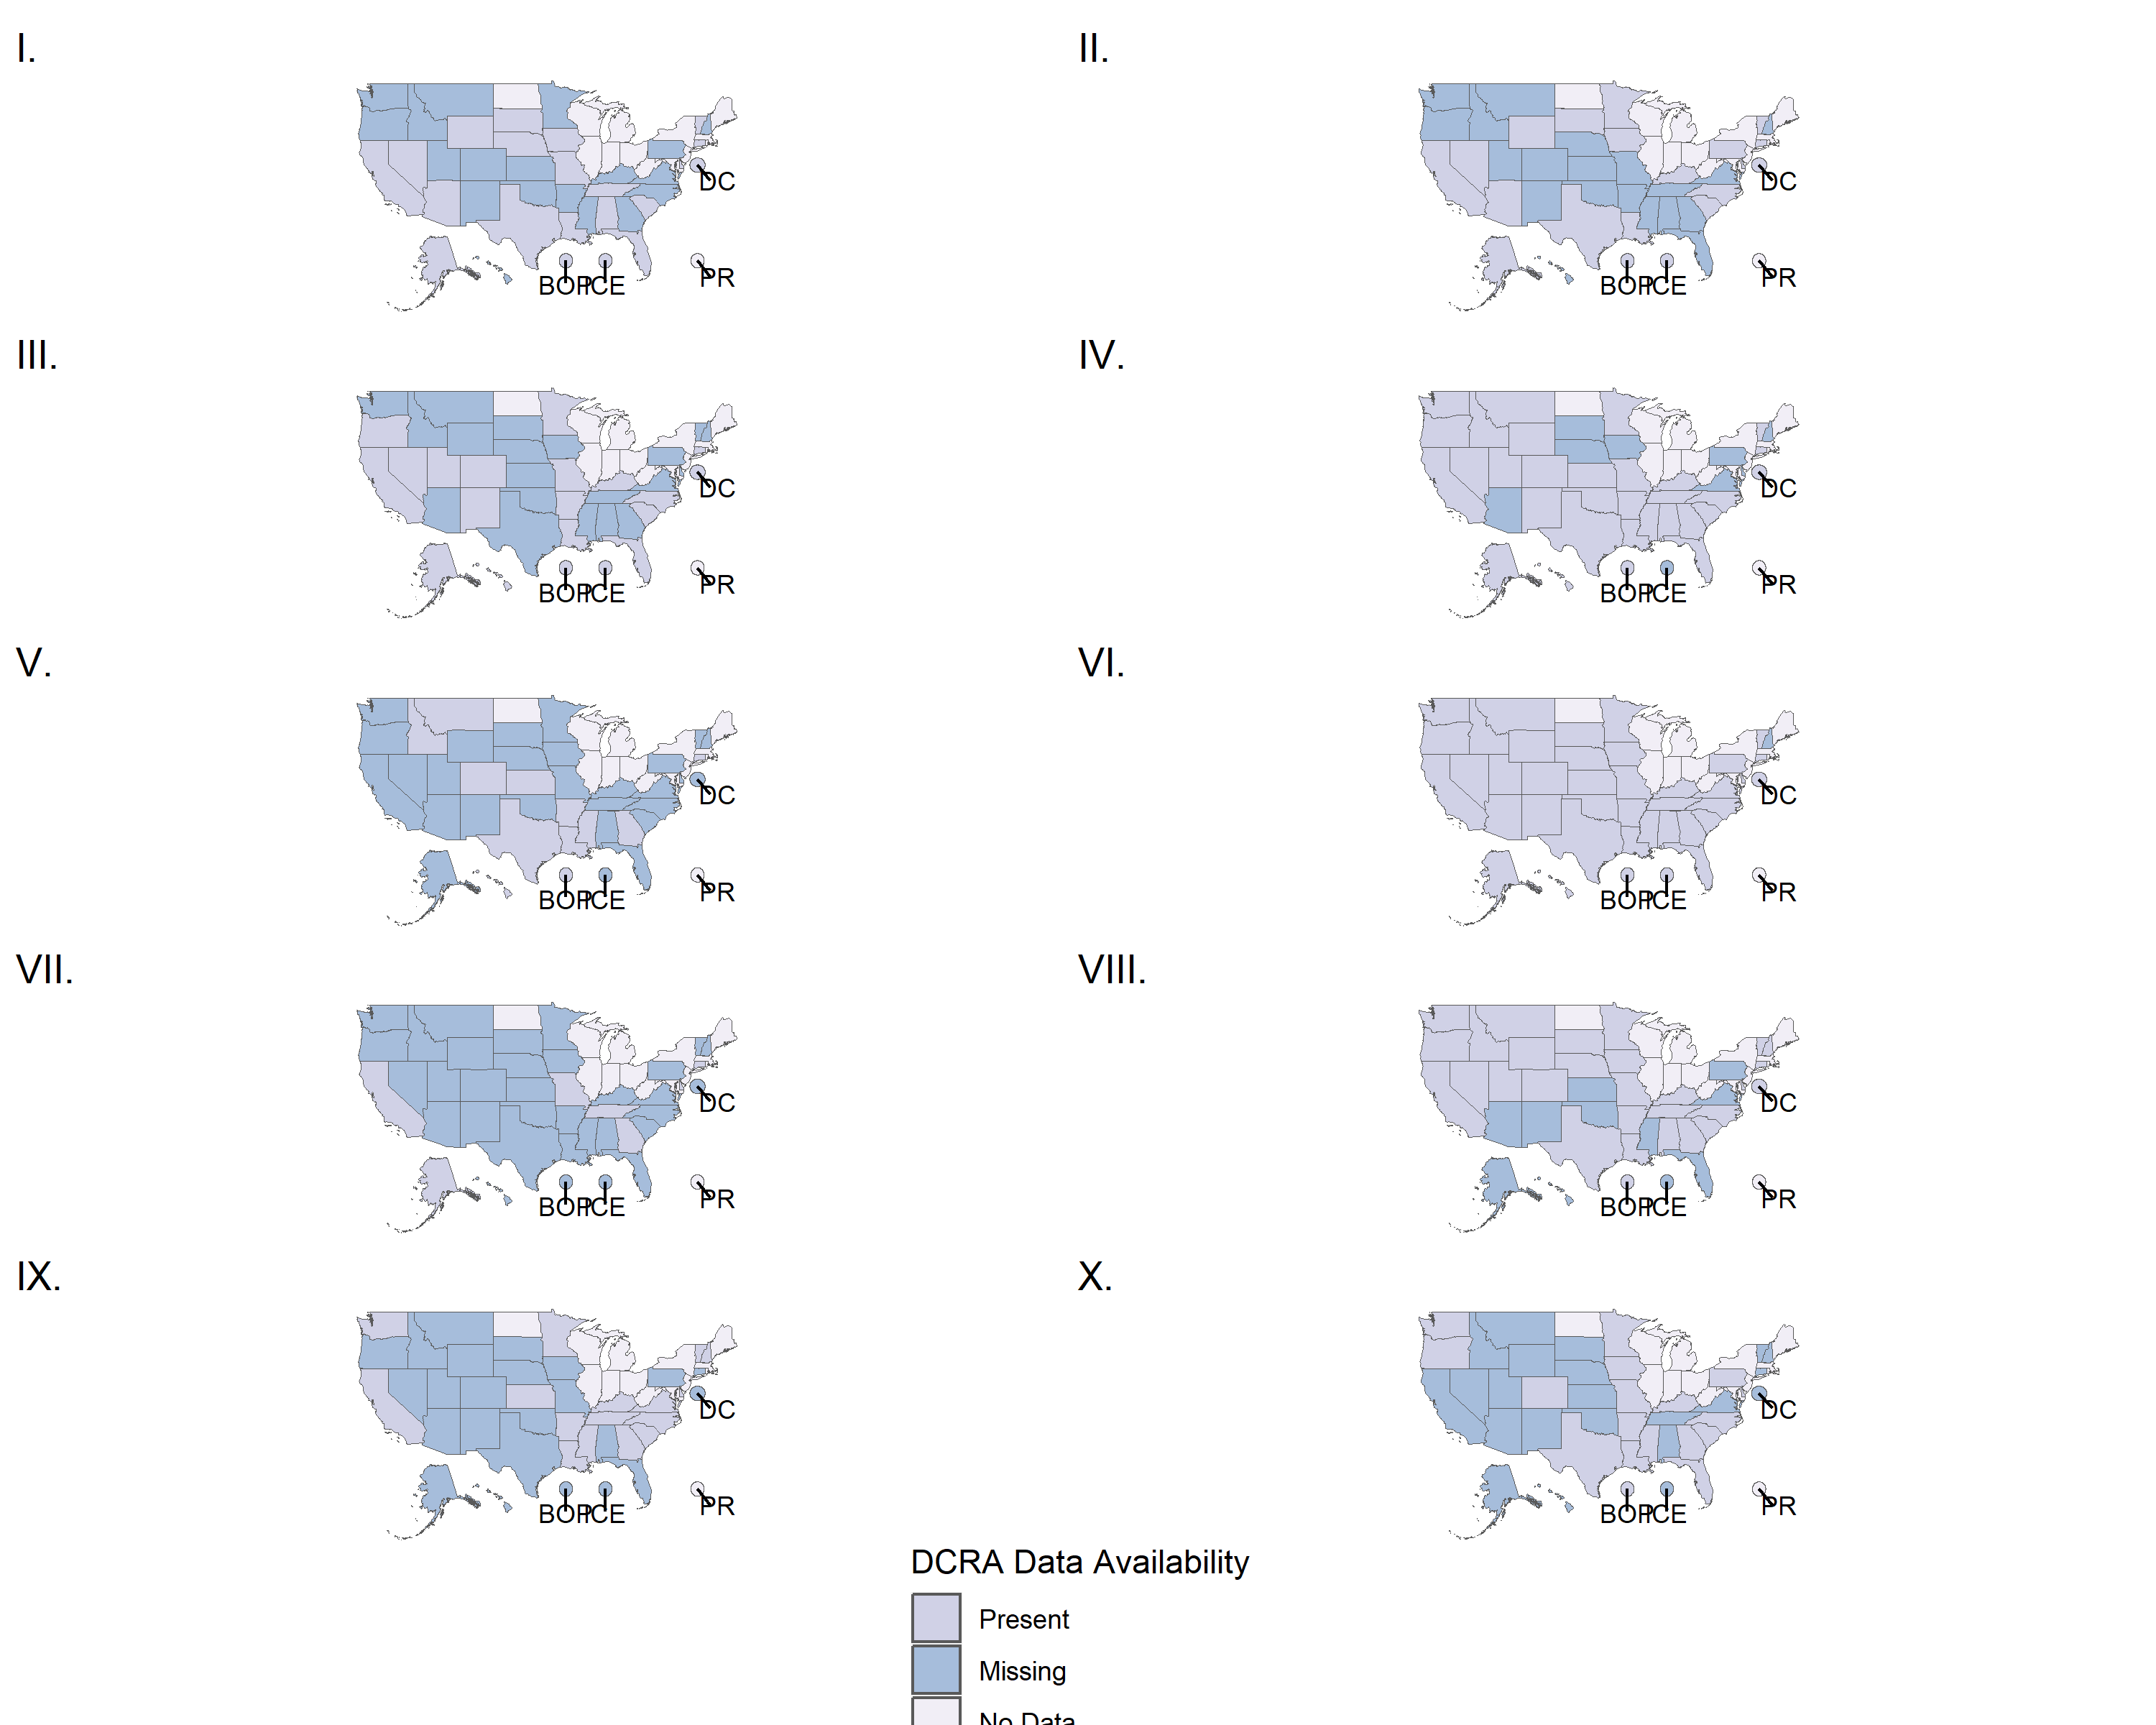 I.
II.
DC
DC
BOP
ICE
PR
BOP
ICE
PR
III.
IV.
DC
DC
BOP
ICE
PR
BOP
ICE
PR
V.
VI.
DC
DC
BOP
ICE
PR
BOP
ICE
PR
VII.
VIII.
DC
DC
BOP
ICE
PR
BOP
ICE
PR
IX.
X.
DC
DC
BOP
ICE
PR
BOP
ICE
PR
DCRA Data Availability
Present
Missing
No Data